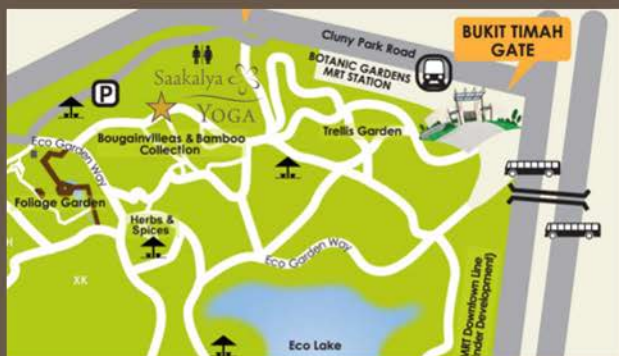 BUKIT TIMAH
GATE
Cluny Park Road
BOTANIC GARDENS
MRT STATION
P
Saakalya
YOGA
Trellis Garden
Bougainvilleas & Bamboo
Collection
Eco Garden Way
Foliage Garden
Herbs &
Spices
Eco Garden Way
XK
Eco Lake
MRT Downtown Line
nder Development)